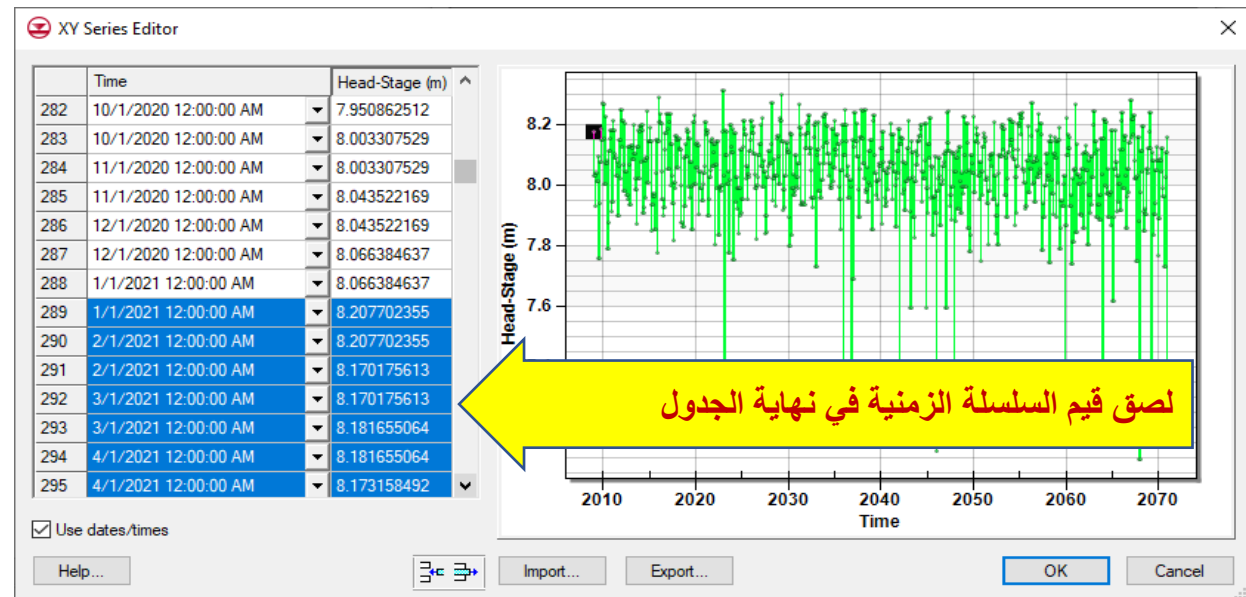 XY Series Editor
Time Head-Stage (m)
282 10/1/2020 12:00:00 AM 7.950862512
283 10/1/2020 12:00:00 AM 8.003307529
284 11/1/2020 12:00:00 AM 8.003307529
285 11/1/2020 12:00:00 AM 8.043522169
286 12/1/2020 12:00:00 AM 8.043522169
287 12/1/2020 12:00:00 AM 8.066384637
288 1/1/2021 12:00:00 AM 8.066384637
289 1/1/2021 12:00:00 AM 8.207702355
290 2/1/2021 12:00:00 AM 8.207702355
291 2/1/2021 12:00:00 AM 8.170175613
292 3/1/2021 12:00:00 AM 8.170175613
293 3/1/2021 12:00:00 AM 8.181655064
294 4/1/2021 12:00:00 AM 8.181655064
295 4/1/2021 12:00:00 AM 8.173158492
Use dates/times
8.2
8.0
7.8
7.6
Head-Stage (m)
لصق قيم السلسلة الزمنية في نهاية الجدول
2010 2020 2030 2040 2050 2060 2070
Time
Help... Import... Export... OK Cancel